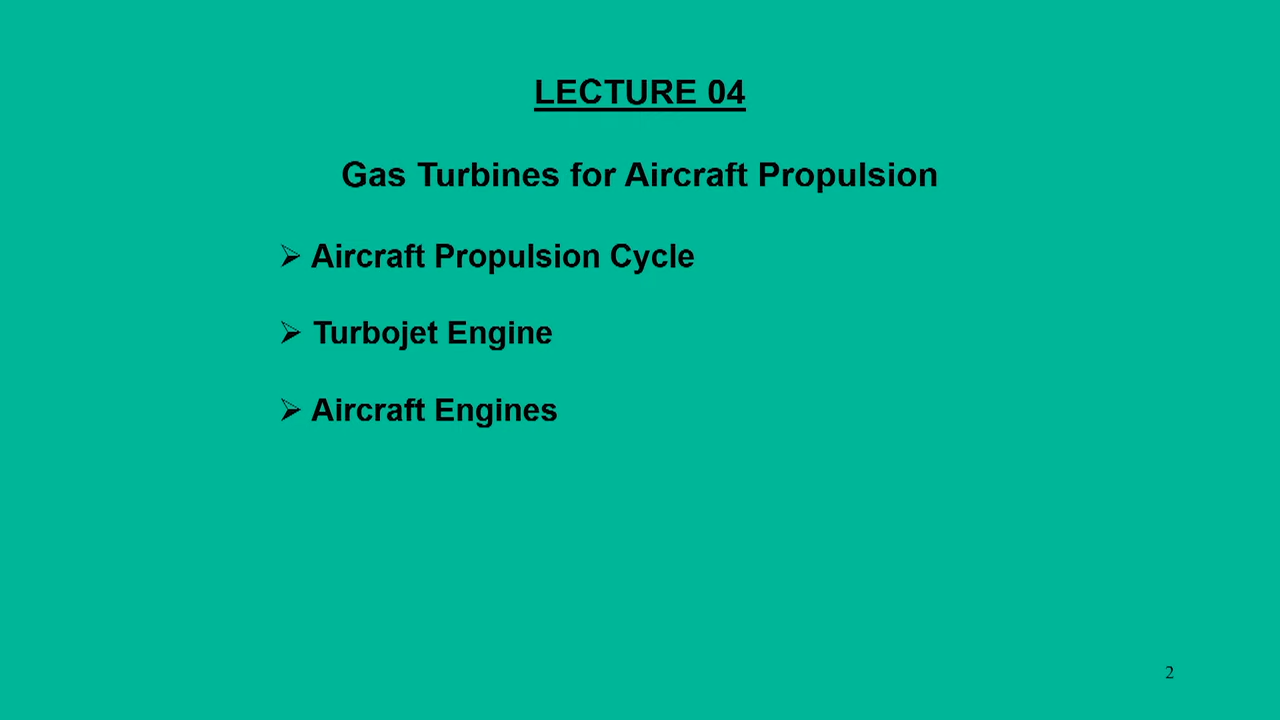 LECTURE 04
Gas Turbines for Aircraft Propulsion
➢ Aircraft Propulsion Cycle
➢ Turbojet Engine
➢ Aircraft Engines
2